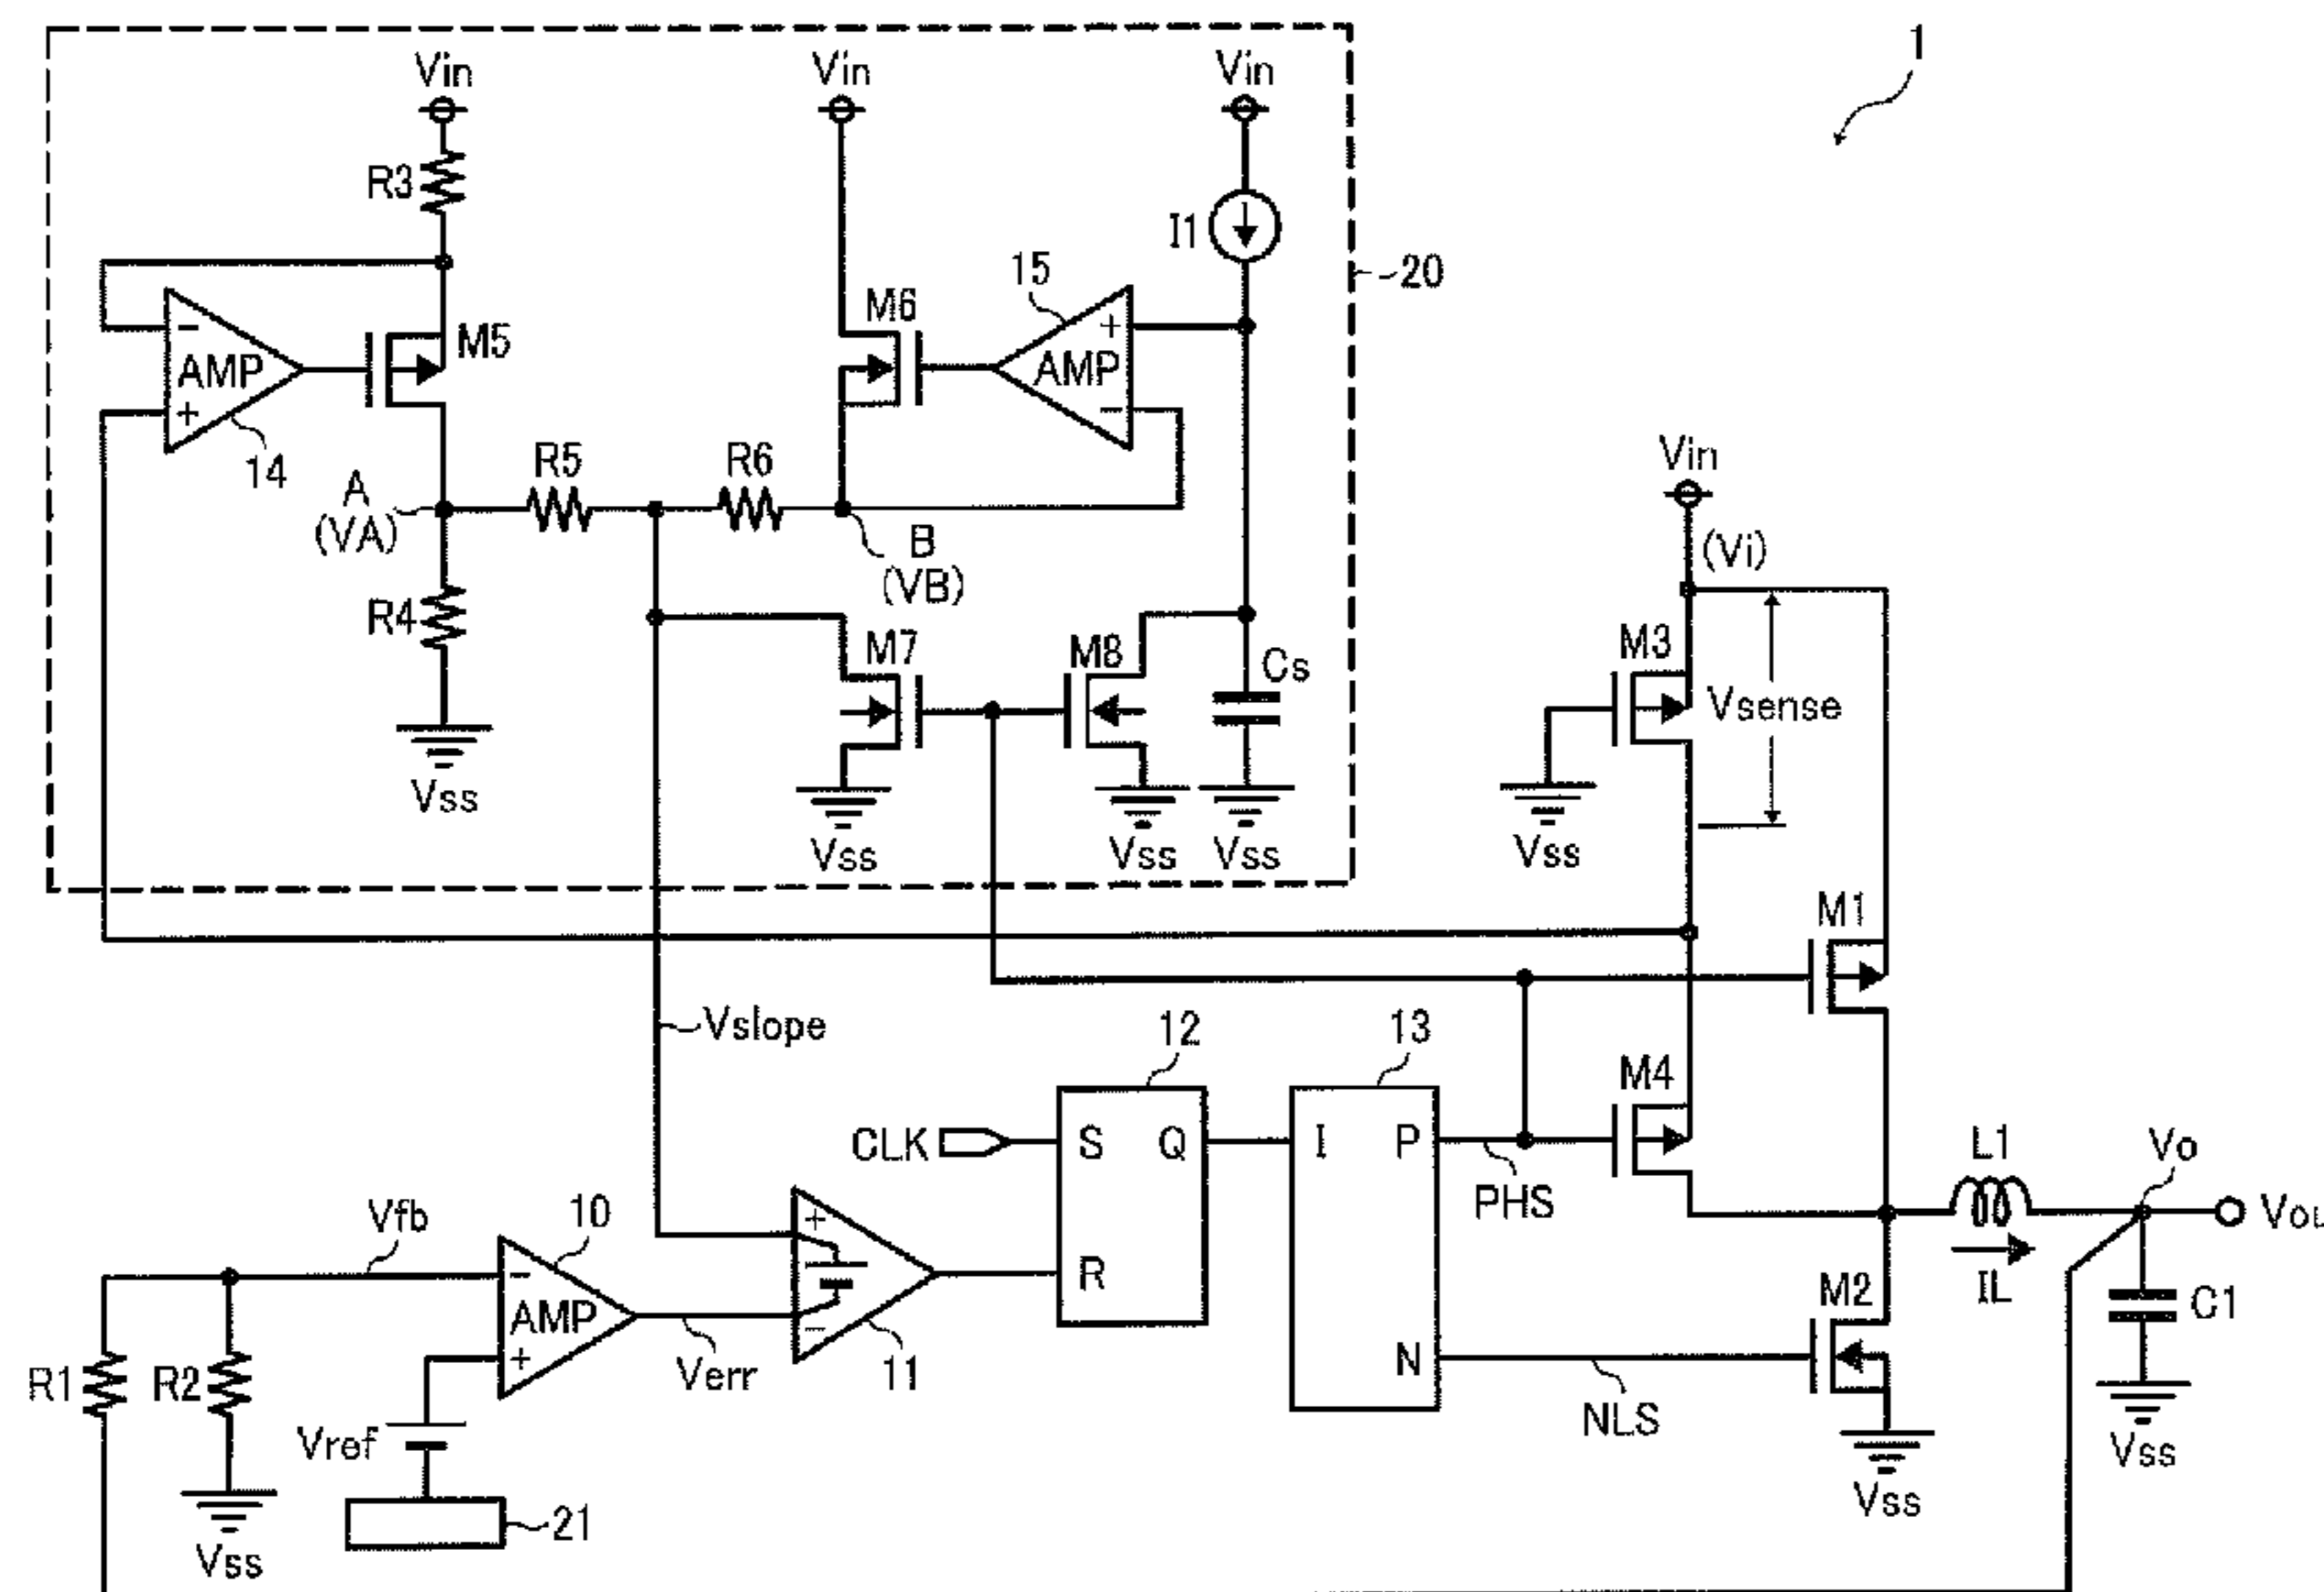 1
Vin
Vin
Vin
R3
I1
15
20
M6
M5
AMP
-
+
14
+
AMP
-
R5
R6
A
(VA)
B
(VB)
Vin
(Vi)
R4
M7
M8
Cs
M3
Vsense
Vss
Vss
Vss
Vss
Vss
M1
Vslope
12
13
M4
CLK
S
Q
I
P
PHS
L1
Vo
Vou
Vfb
10
+
-
AMP
+
R
IL
M2
C1
R1
R2
Verr
-
11
N
NLS
Vref
Vss
Vss
21
Vss